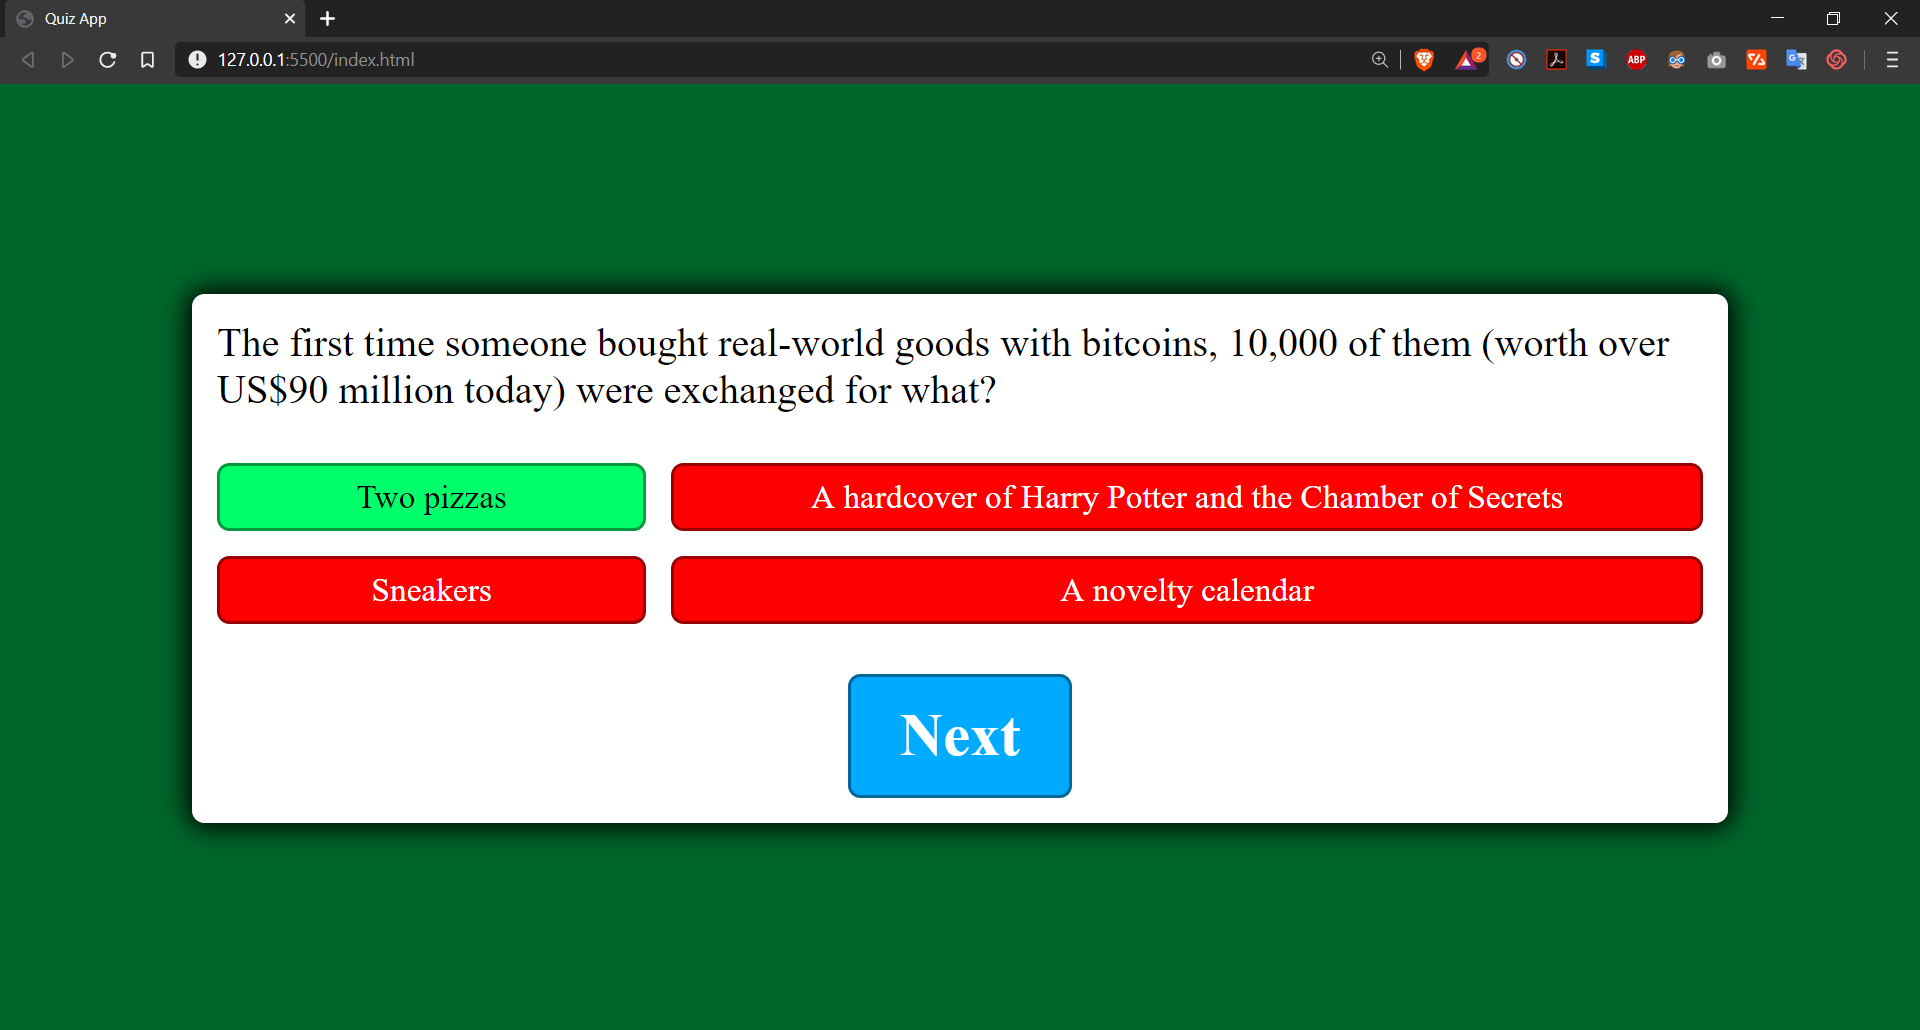 Quiz App
127.0.0.1:5500/index.html
2
S
ABP
G
The first time someone bought real-world goods with bitcoins, 10,000 of them (worth over
US$90 million today) were exchanged for what?
Two pizzas
A hardcover of Harry Potter and the Chamber of Secrets
Sneakers
A novelty calendar
Next